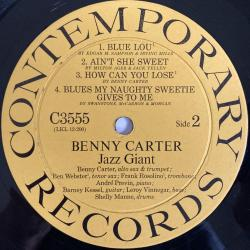 CONTEMPORARY
1. BLUE LOU¹
BY EDGAR M. SAMPSON & IRVING MILLS
2. AIN'T SHE SWEET
BY MILTON AGER & JACK YELLEN
3. HOW CAN YOU LOSE¹
BY BENNY CARTER
4. BLUES MY NAUGHTY SWEETIE
GIVES TO ME
BY SWANSTONE, McCARRON & MORGAN
C3555
(LKL 12-200)
Side 2
BENNY CARTER
Jazz Giant
Benny Carter, alto sax & trumpet;
Ben Webster, tenor sax; Frank Rosolino, trombone;
André Previn, piano;
Barney Kessel, guitar; Leroy Vinnegar, bass;
Shelly Manne, drums.
RECORDS